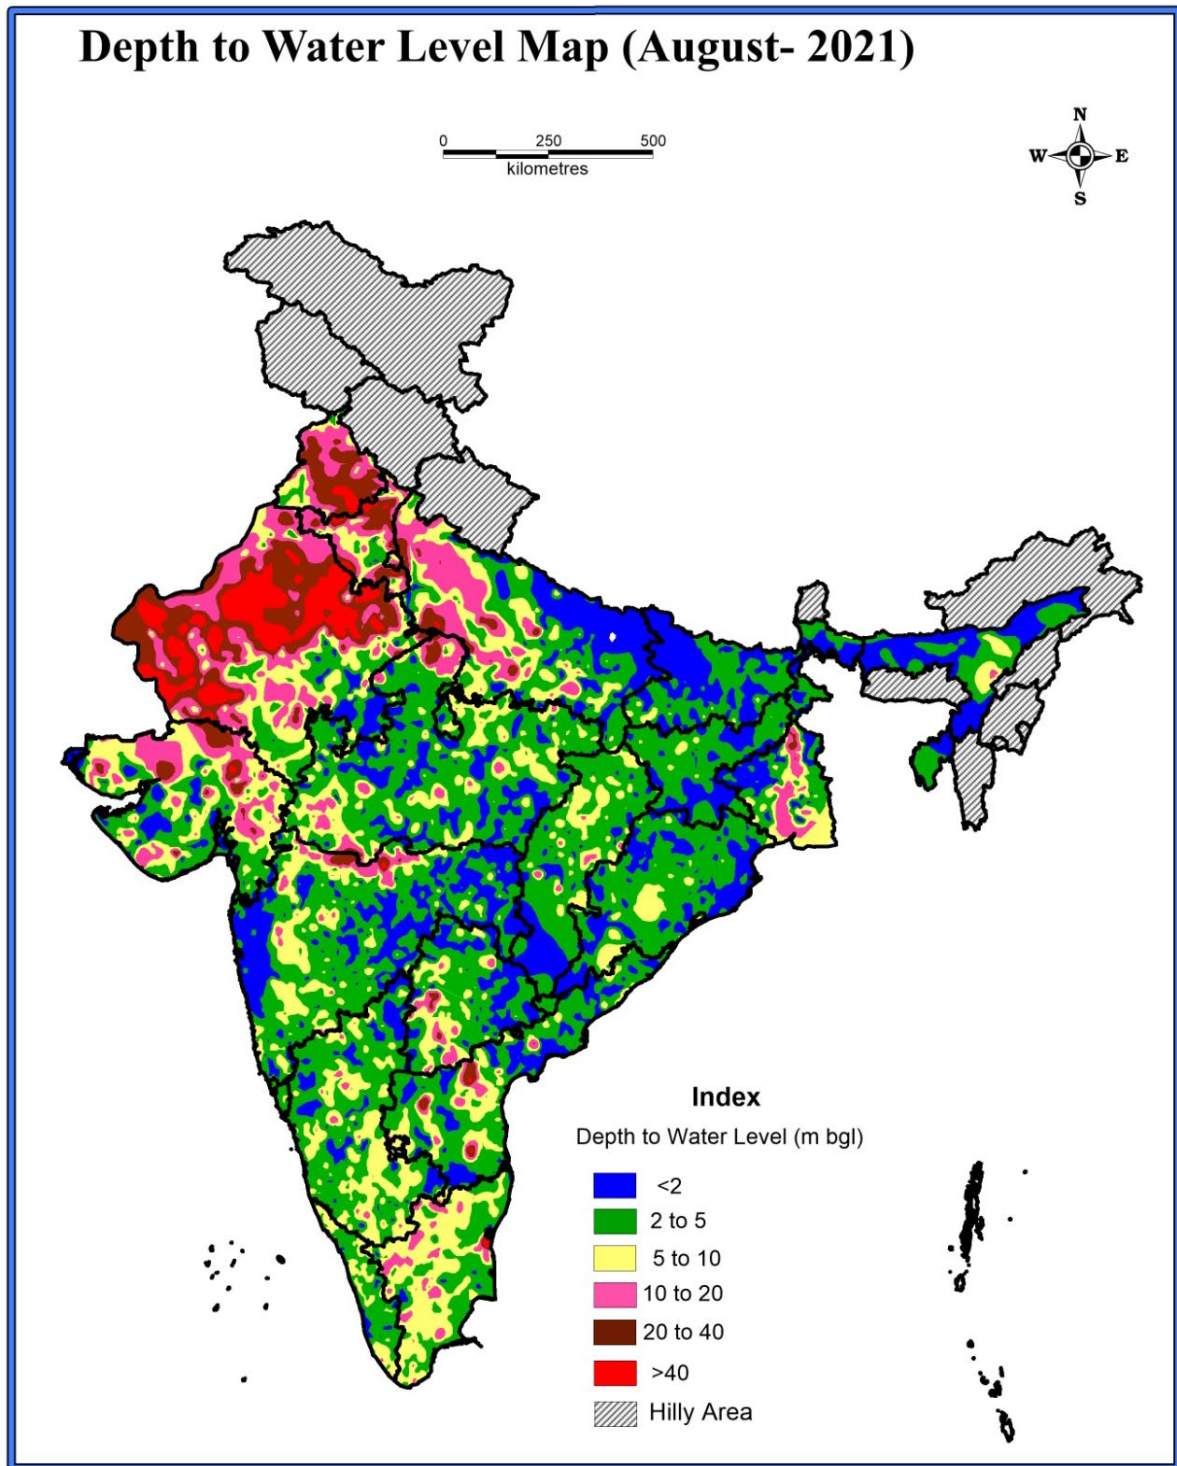 Depth to Water Level Map (August- 2021)
0 250 500
kilometres
N
W E
S
Index
Depth to Water Level (m bgl)
<2
2 to 5
5 to 10
10 to 20
20 to 40
>40
Hilly Area